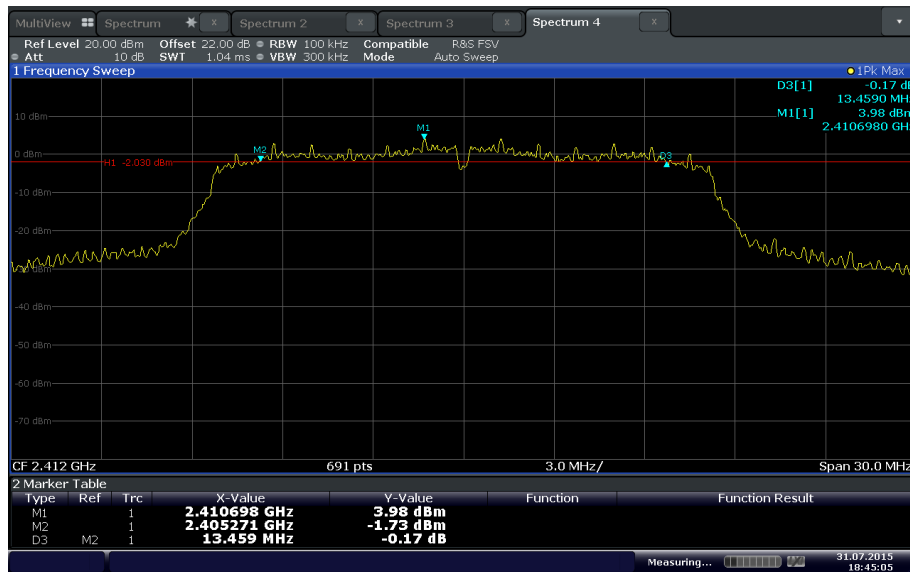 MultiView Spectrum x Spectrum 2 x Spectrum 3 x Spectrum 4 x
Ref Level 20.00 dBm Offset 22.00 dB RBW 100 kHz Compatible R&S FSV
Att 10 dB SWT 1.04 ms VBW 300 kHz Mode Auto Sweep
1 Frequency Sweep 1Pk Max
D3[1] -0.17 dB
13.4590 MHz
10 dBm M1[1] 3.98 dBm
M1 2.4106980 GHz
M2
0 dBm
H1 -2.030 dBm D3
-10 dBm
-20 dBm
-30 dBm
-40 dBm
-50 dBm
-60 dBm
-70 dBm
CF 2.412 GHz 691 pts 3.0 MHz/ Span 30.0 MHz
2 Marker Table
Type Ref Trc X-Value Y-Value Function Function Result
M1 1 2.410698 GHz 3.98 dBm
M2 1 2.405271 GHz -1.73 dBm
D3 M2 1 13.459 MHz -0.17 dB
Measuring... 31.07.2015
18:45:05